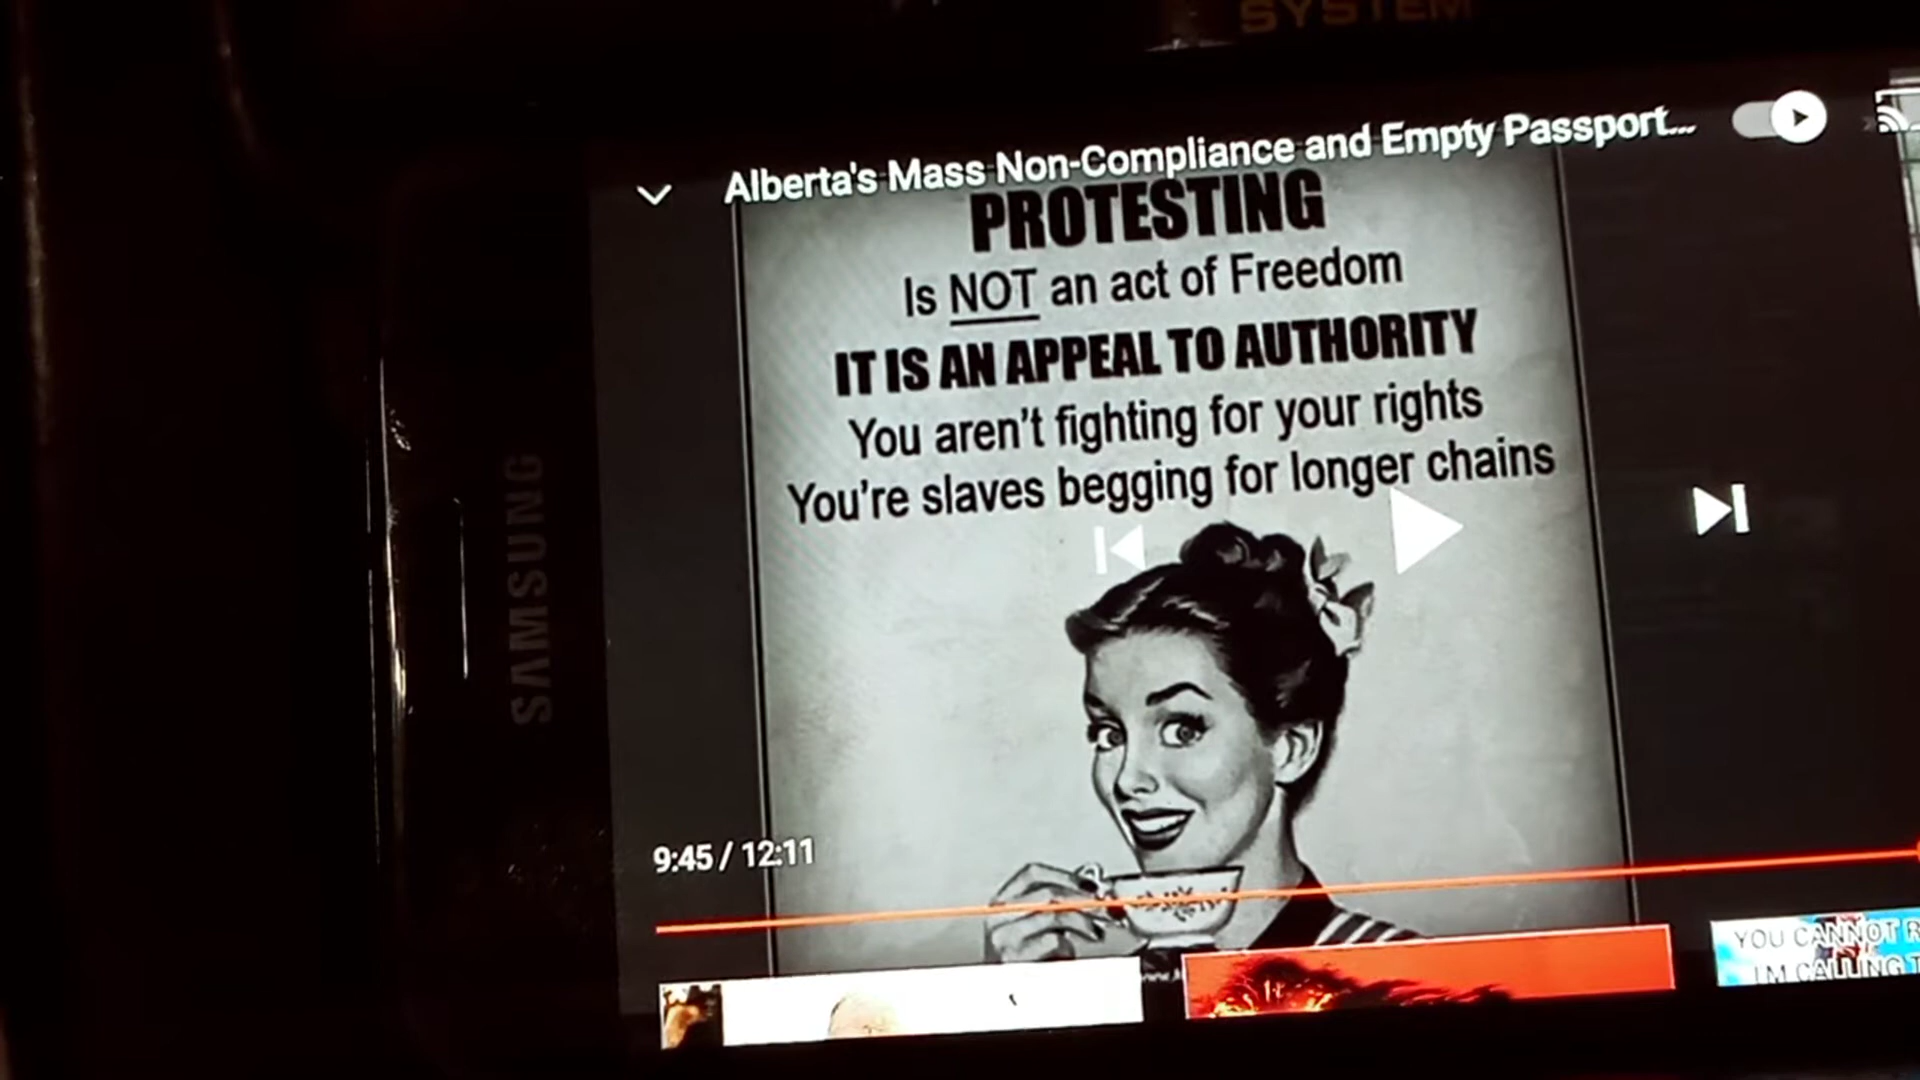 SYSTEM
Alberta's Mass Non-Compliance and Empty Passport...
PROTESTING
Is NOT an act of Freedom
IT IS AN APPEAL TO AUTHORITY
You aren't fighting for your rights
You're slaves begging for longer chains
SAMSUNG
9:45 / 12:11
YOU CANNOT
I'M CALLING